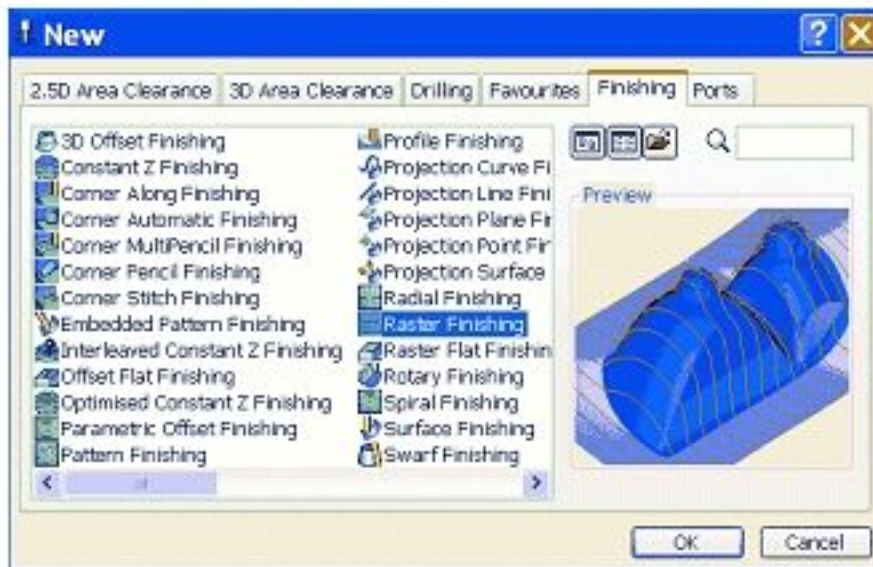 New
2.5D Area Clearance
3D Area Clearance
Drilling
Favourites
Finishing
Ports
3D Offset Finishing
Constant Z Finishing
Corner Along Finishing
Corner Automatic Finishing
Corner MultiPencil Finishing
Corner Pencil Finishing
Corner Stitch Finishing
Embedded Pattern Finishing
Interleaved Constant Z Finishing
Offset Flat Finishing
Optimised Constant Z Finishing
Parametric Offset Finishing
Pattern Finishing
Profile Finishing
Projection Curve Fi
Projection Line Fini
Projection Plane Fir
Projection Point Fir
Projection Surface
Radial Finishing
Raster Finishing
Raster Flat Finishin
Rotary Finishing
Spiral Finishing
Surface Finishing
Swarf Finishing
Preview
OK
Cancel